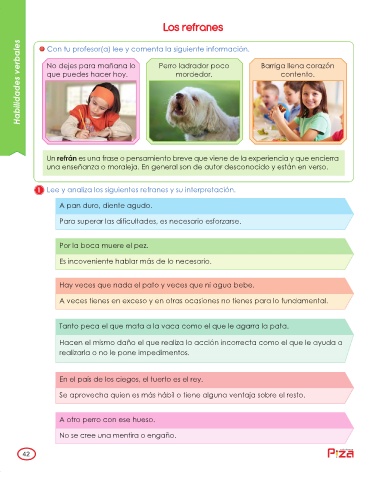 Los refranes
Habilidades verbales
Con tu profesor(a) lee y comenta la siguiente información.
No dejes para mañana lo
que puedes hacer hoy.
Perro ladrador poco
mordedor.
Barriga llena corazón
contento.
Un refrán es una frase o pensamiento breve que viene de la experiencia y que encierra
una enseñanza o moraleja. En general son de autor desconocido y están en verso.
1 Lee y analiza los siguientes refranes y su interpretación.
A pan duro, diente agudo.
Para superar las dificultades, es necesario esforzarse.
Por la boca muere el pez.
Es incoveniente hablar más de lo necesario.
Hay veces que nada el pato y veces que ni agua bebe.
A veces tienes en exceso y en otras ocasiones no tienes para lo fundamental.
Tanto peca el que mata a la vaca como el que le agarra la pata.
Hacen el mismo daño el que realiza la acción incorrecta como el que le ayuda a
realizarla o no le pone impedimentos.
En el país de los ciegos, el tuerto es el rey.
Se aprovecha quien es más hábil o tiene alguna ventaja sobre el resto.
A otro perro con ese hueso.
No se cree una mentira o engaño.
42